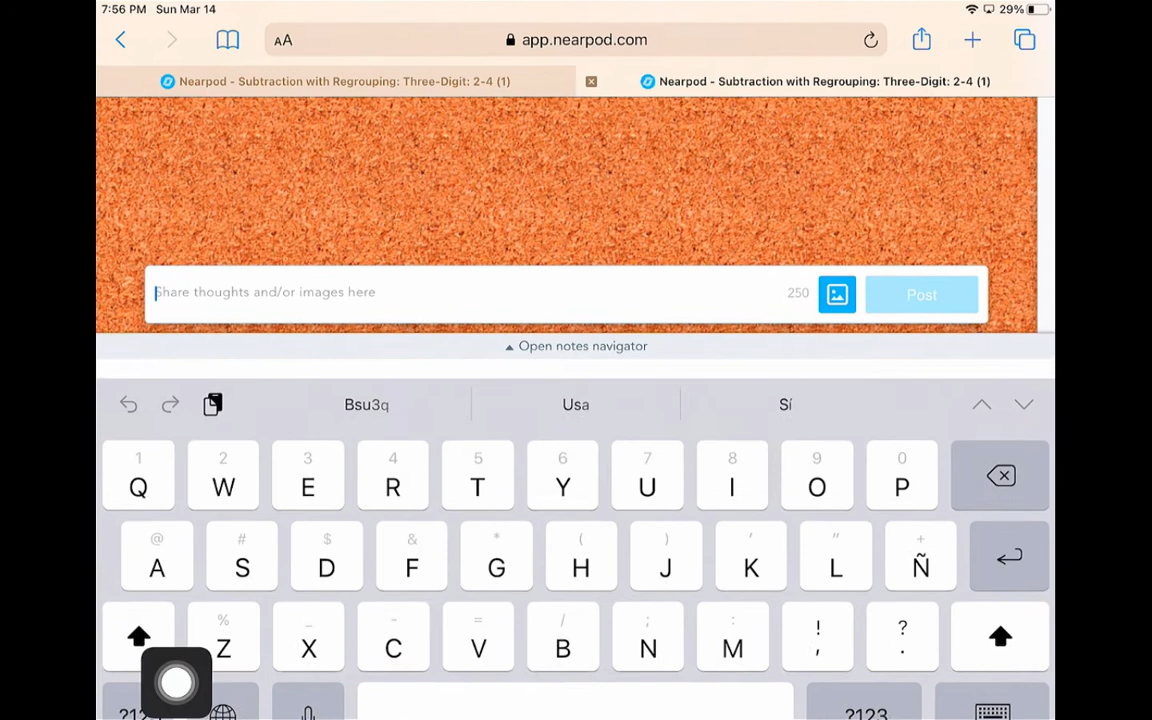 7:56 PM Sun Mar 14 29%
AA app.nearpod.com
Nearpod - Subtraction with Regrouping: Three-Digit: 2-4 (1) Nearpod - Subtraction with Regrouping: Three-Digit: 2-4 (1)
Share thoughts and/or images here 250 Post
Open notes navigator
Bsu3q Usa Sí
1 2 3 4 5 6 7 8 9 0
Q W E R T Y U I O P
@ # $ & * ( ) ' " +
A S D F G H J K L Ñ
% _ - = / ; : ! ?
Z X C V B N M , .
?123 ?123